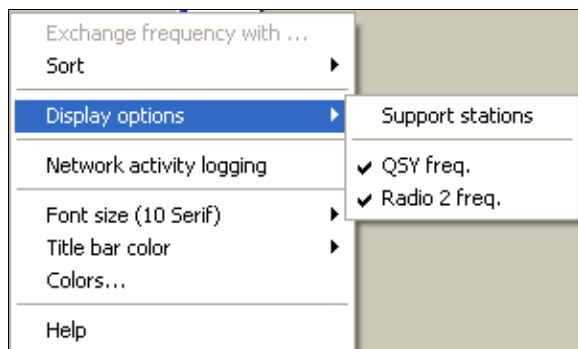 Exchange frequency with ...
Sort
Display options
Support stations
Network activity logging
QSY freq.
Radio 2 freq.
Font size (10 Serif)
Title bar color
Colors...
Help